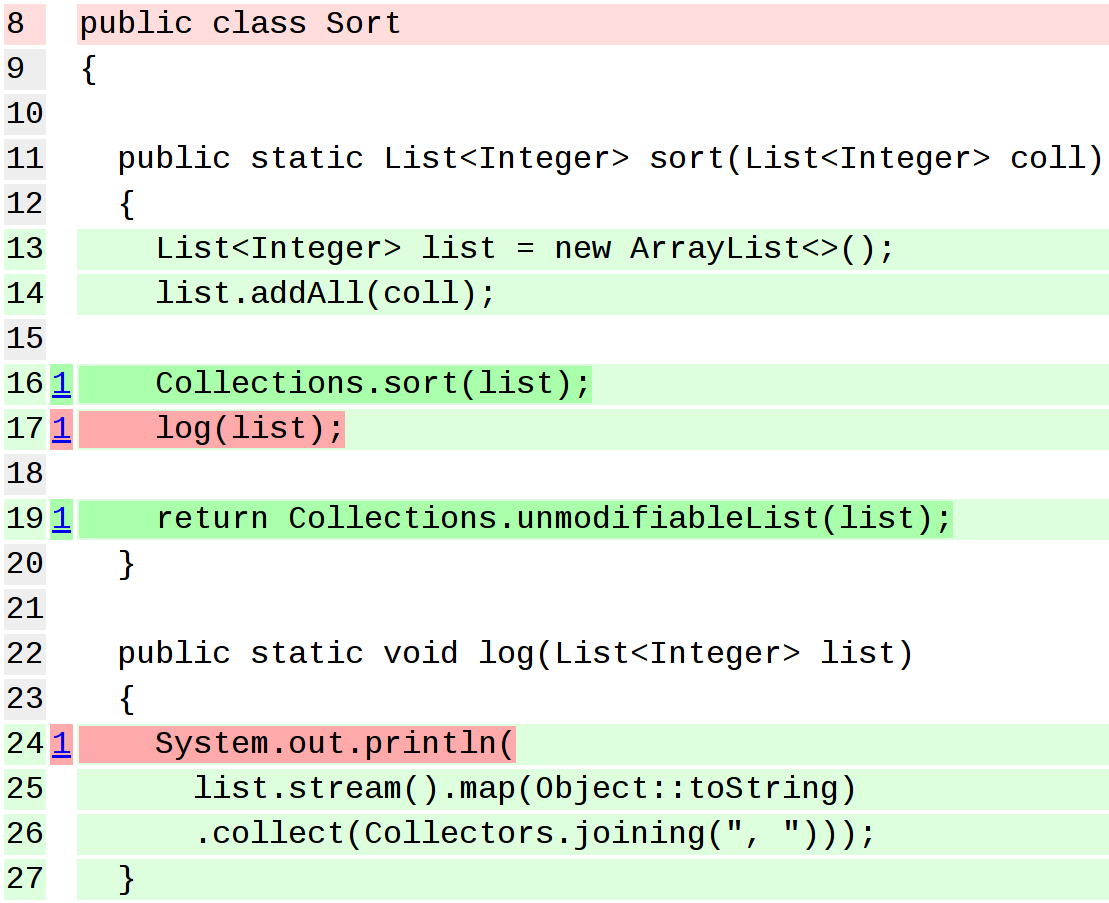 8 public class Sort
9 {
10
11 public static List<Integer> sort(List<Integer> coll)
12 {
13 List<Integer> list = new ArrayList<>();
14 list.addAll(coll);
15
16 1 Collections.sort(list);
17 1 log(list);
18
19 1 return Collections.unmodifiableList(list);
20 }
21
22 public static void log(List<Integer> list)
23 {
24 1 System.out.println(
25 list.stream().map(Object::toString)
26 .collect(Collectors.joining(", ")));
27 }